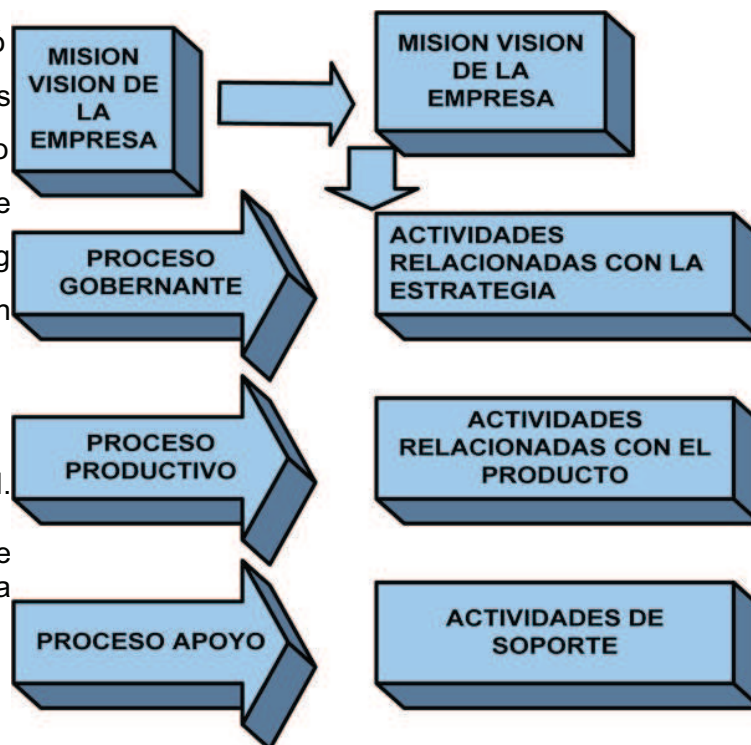 MISION
VISION DE
LA
EMPRESA
MISION VISION
DE LA
EMPRESA
PROCESO
GOBERNANTE
ACTIVIDADES
RELACIONADAS CON LA
ESTRATEGIA
PROCESO
PRODUCTIVO
ACTIVIDADES
RELACIONADAS CON EL
PRODUCTO
PROCESO APOYO
ACTIVIDADES DE
SOPORTE